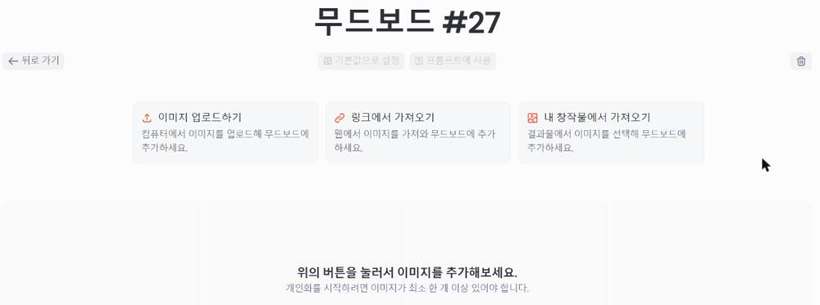 무드보드 #27
뒤로 가기
기본값으로 설정
프롬프트에 사용
이미지 업로드하기
컴퓨터에서 이미지를 업로드해 무드보드에
추가하세요.
링크에서 가져오기
웹에서 이미지를 가져와 무드보드에 추가
하세요.
내 창작물에서 가져오기
결과물에서 이미지를 선택해 무드보드에
추가하세요.
위의 버튼을 눌러서 이미지를 추가해보세요.
개인화를 시작하려면 이미지가 최소 한 개 이상 있어야 합니다.